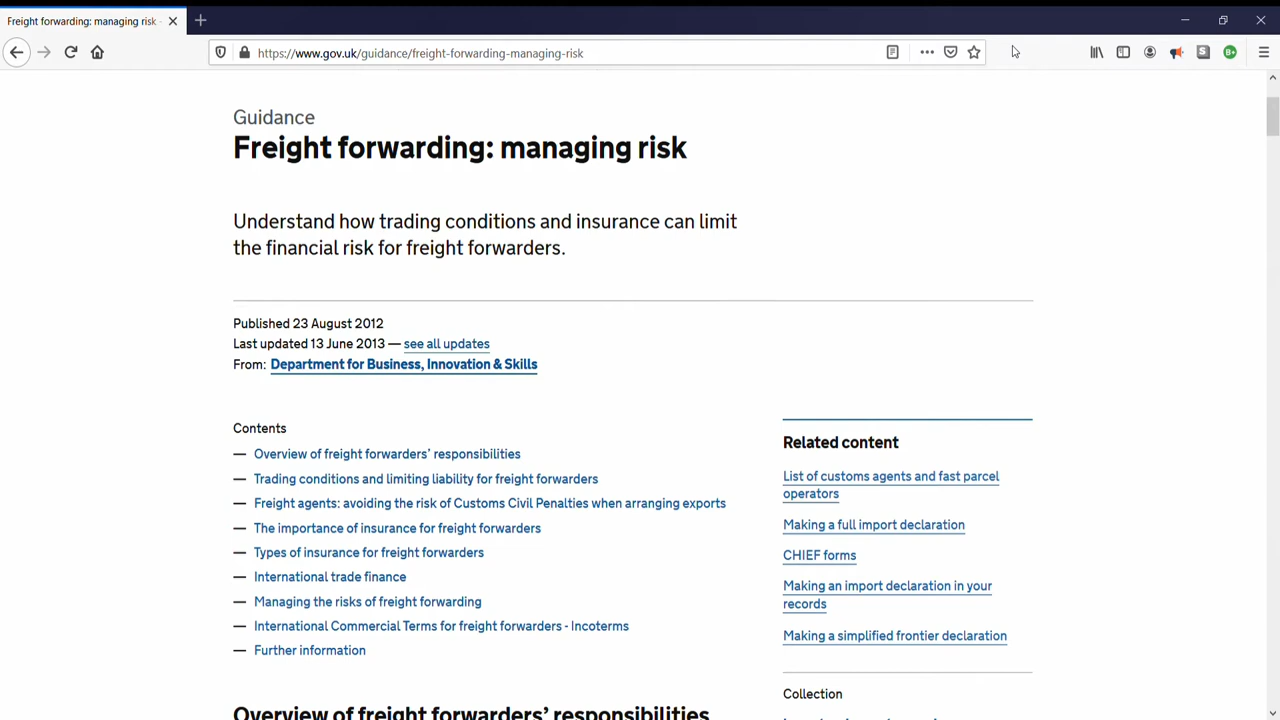 Freight forwarding: managing risk
https://www.gov.uk/guidance/freight-forwarding-managing-risk
Guidance
Freight forwarding: managing risk
Understand how trading conditions and insurance can limit
the financial risk for freight forwarders.
Published 23 August 2012
Last updated 13 June 2013 — see all updates
From: Department for Business, Innovation & Skills
Contents
— Overview of freight forwarders' responsibilities
— Trading conditions and limiting liability for freight forwarders
— Freight agents: avoiding the risk of Customs Civil Penalties when arranging exports
— The importance of insurance for freight forwarders
— Types of insurance for freight forwarders
— International trade finance
— Managing the risks of freight forwarding
— International Commercial Terms for freight forwarders - Incoterms
— Further information
Overview of freight forwarders' responsibilities
Related content
List of customs agents and fast parcel
operators
Making a full import declaration
CHIEF forms
Making an import declaration in your
records
Making a simplified frontier declaration
Collection